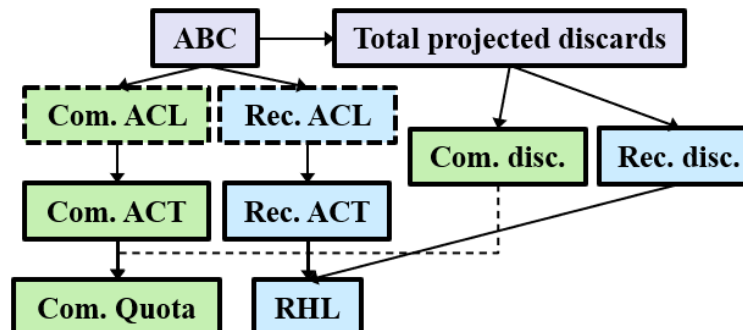 ABC
Total projected discards
Com. ACL
Rec. ACL
Com. disc.
Rec. disc.
Com. ACT
Rec. ACT
Com. Quota
RHL